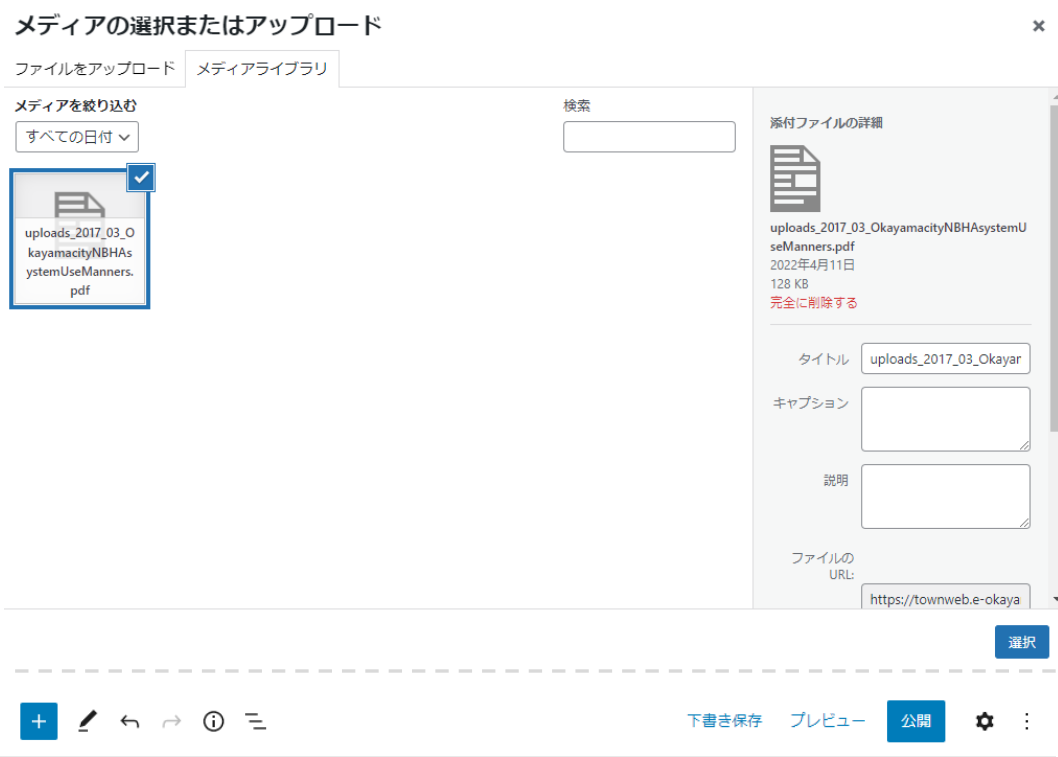 メディアの選択またはアップロード
ファイルをアップロード
メディアライブラリ
メディアを絞り込む
すべての日付
検索
uploads_2017_03_O
kayamacityNBHAs
ystemUseManners.
pdf
添付ファイルの詳細
uploads_2017_03_OkayamacityNBHAsystemU
seManners.pdf
2022年4月11日
128 KB
完全に削除する
タイトル
uploads_2017_03_Okayar
キャプション
説明
ファイルの
URL:
https://townweb.e-okaya
選択
下書き保存
プレビュー
公開